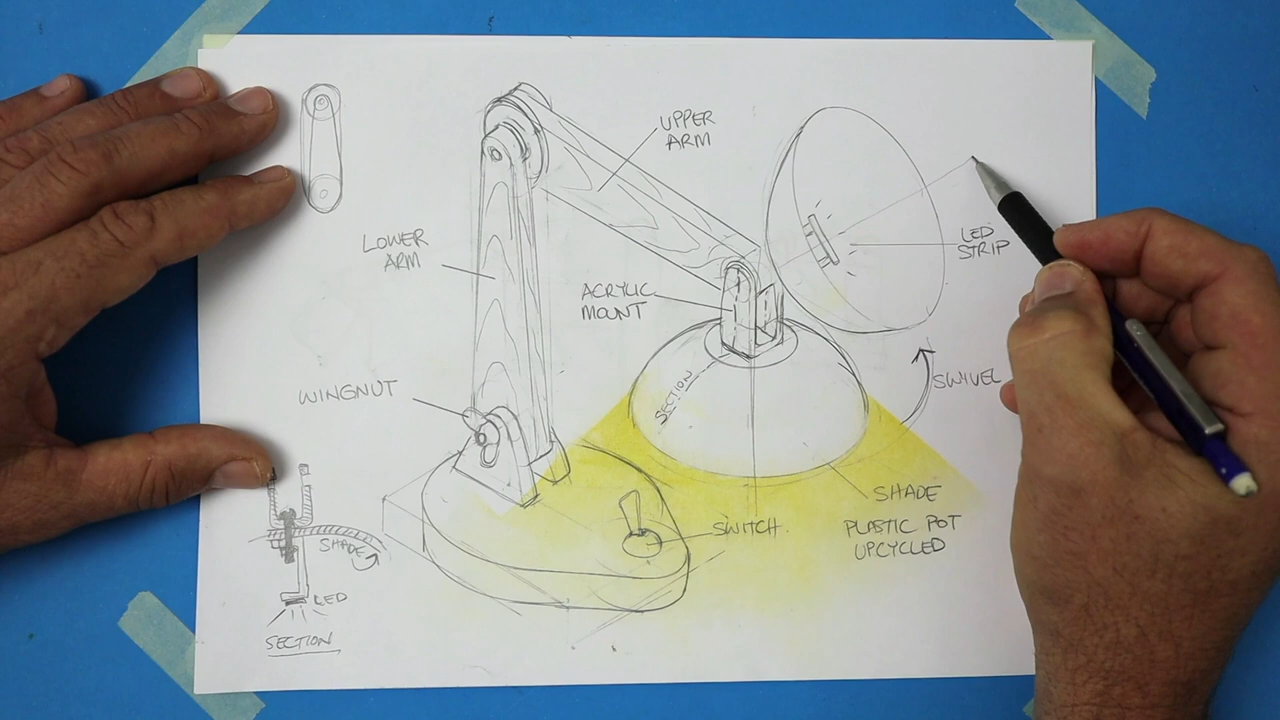 UPPER
ARM
LOWER
ARM
LED
STRIP
ACRYLIC
MOUNT
WINGNUT
SECTION
SWIVEL
SHADE
PLASTIC POT
UPCYCLED
SWITCH
SHADE
LED
SECTION